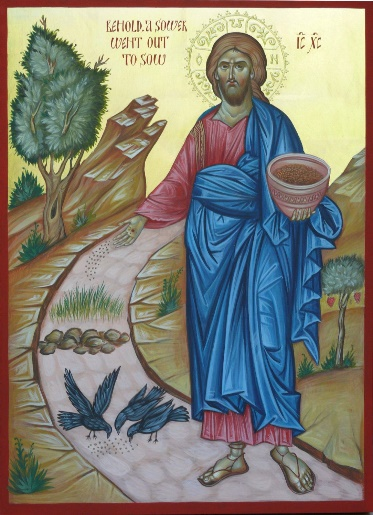 BEHOLD, A SOWER
WENT OUT
TO SOW
IC XC
O N